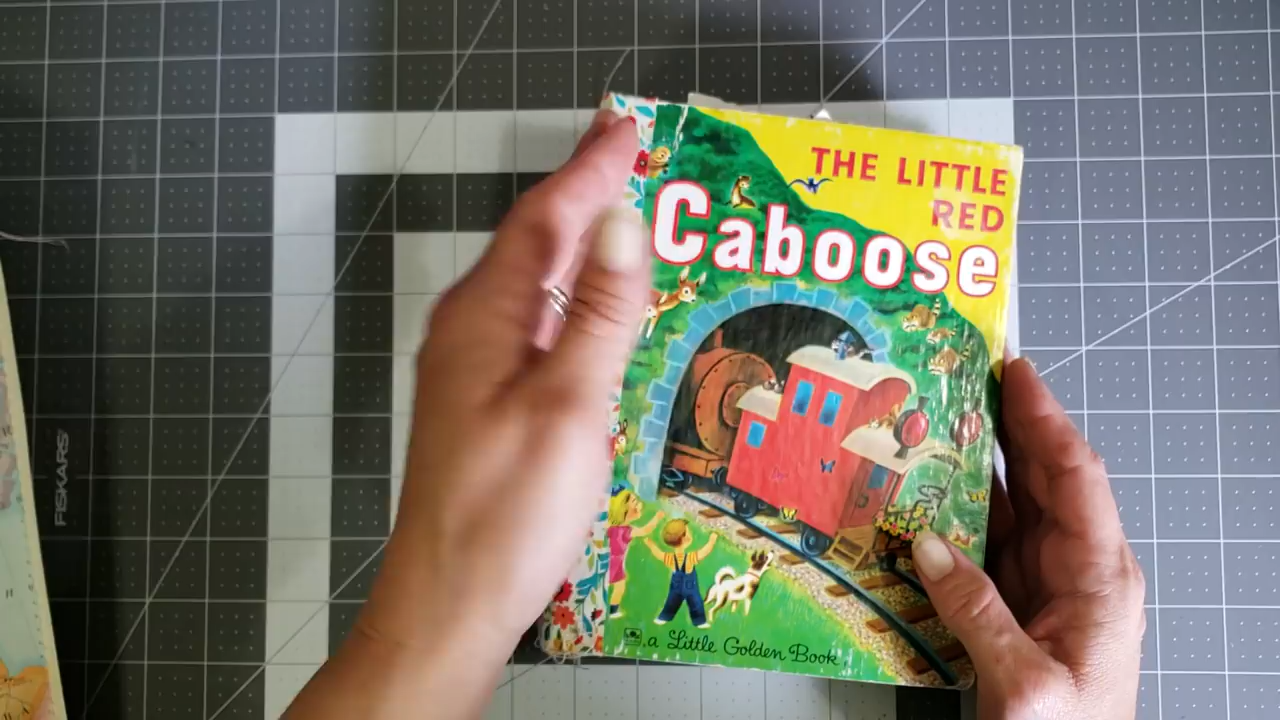 THE LITTLE
RED
Caboose
a Little Golden Book
FISKARS